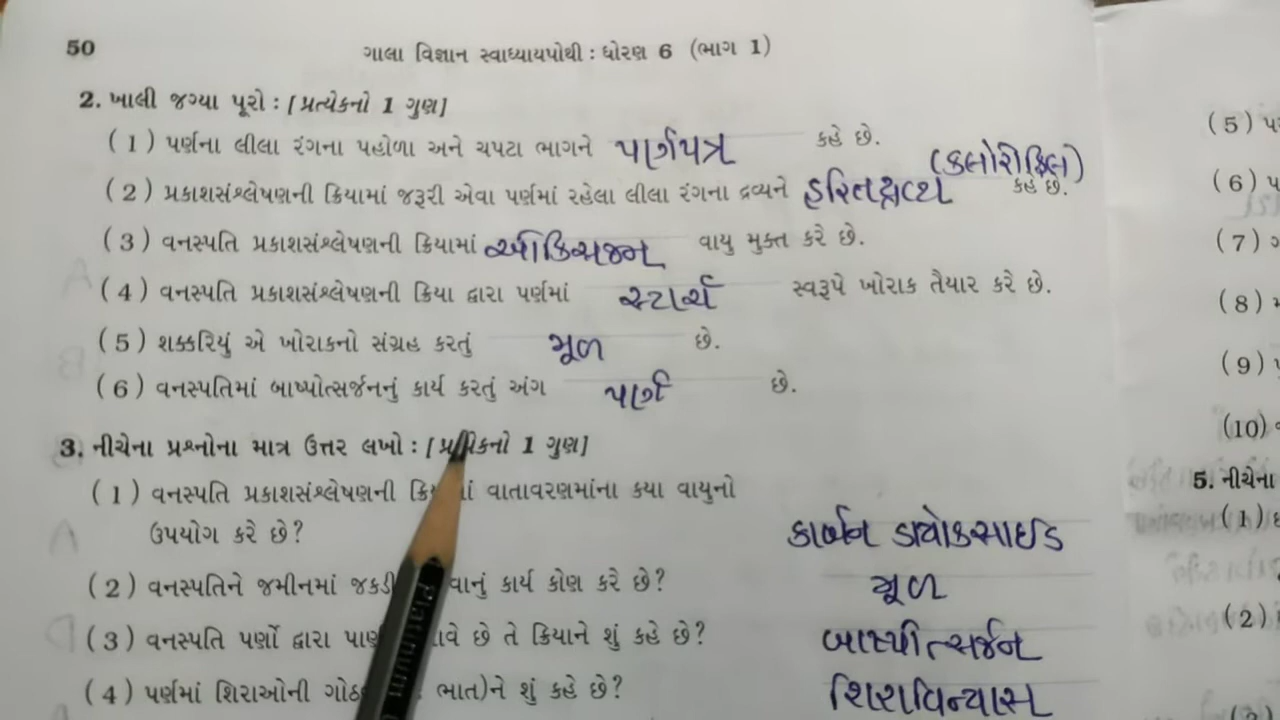 50 ગાલા વિજ્ઞાન સ્વાધ્યાયપોથી : ધોરણ 6 (ભાગ 1)
2. ખાલી જગ્યા પૂરો : [પ્રત્યેકનો 1 ગુણ]
(1) પર્ણના લીલા રંગના પહોળા અને ચપટા ભાગને પર્ણપત્ર કહે છે.
(ક્લોરોફિલ)
(2) પ્રકાશસંશ્લેષણની ક્રિયામાં જરૂરી એવા પર્ણમાં રહેલા લીલા રંગના દ્રવ્યને હરિતદ્રવ્ય કહે છે.
(3) વનસ્પતિ પ્રકાશસંશ્લેષણની ક્રિયામાં ઑક્સિજન વાયુ મુક્ત કરે છે.
(4) વનસ્પતિ પ્રકાશસંશ્લેષણની ક્રિયા દ્વારા પર્ણમાં સ્ટાર્ચ સ્વરૂપે ખોરાક તૈયાર કરે છે.
(5) શક્કરિયું એ ખોરાકનો સંગ્રહ કરતું મૂળ છે.
(6) વનસ્પતિમાં બાષ્પોત્સર્જનનું કાર્ય કરતું અંગ પર્ણ છે.
3. નીચેના પ્રશ્નોના માત્ર ઉત્તર લખો : [પ્રત્યેકનો 1 ગુણ]
(1) વનસ્પતિ પ્રકાશસંશ્લેષણની વાતાવરણમાંના કયા વાયુનો
ઉપયોગ કરે છે? કાર્બન ડાયોક્સાઈડ
(2) વનસ્પતિને જમીનમાં કાર્ય કોણ કરે છે? મૂળ
(3) વનસ્પતિ પર્ણો દ્વારા છે તે ક્રિયાને શું કહે છે? બાષ્પોત્સર્જન
(4) પર્ણમાં શિરાઓની ભાત)ને શું કહે છે? શિરાવિન્યાસ
(5)
(6)
(7)
(8)
(9)
(10)
5. નીચેના
(1)
(2)